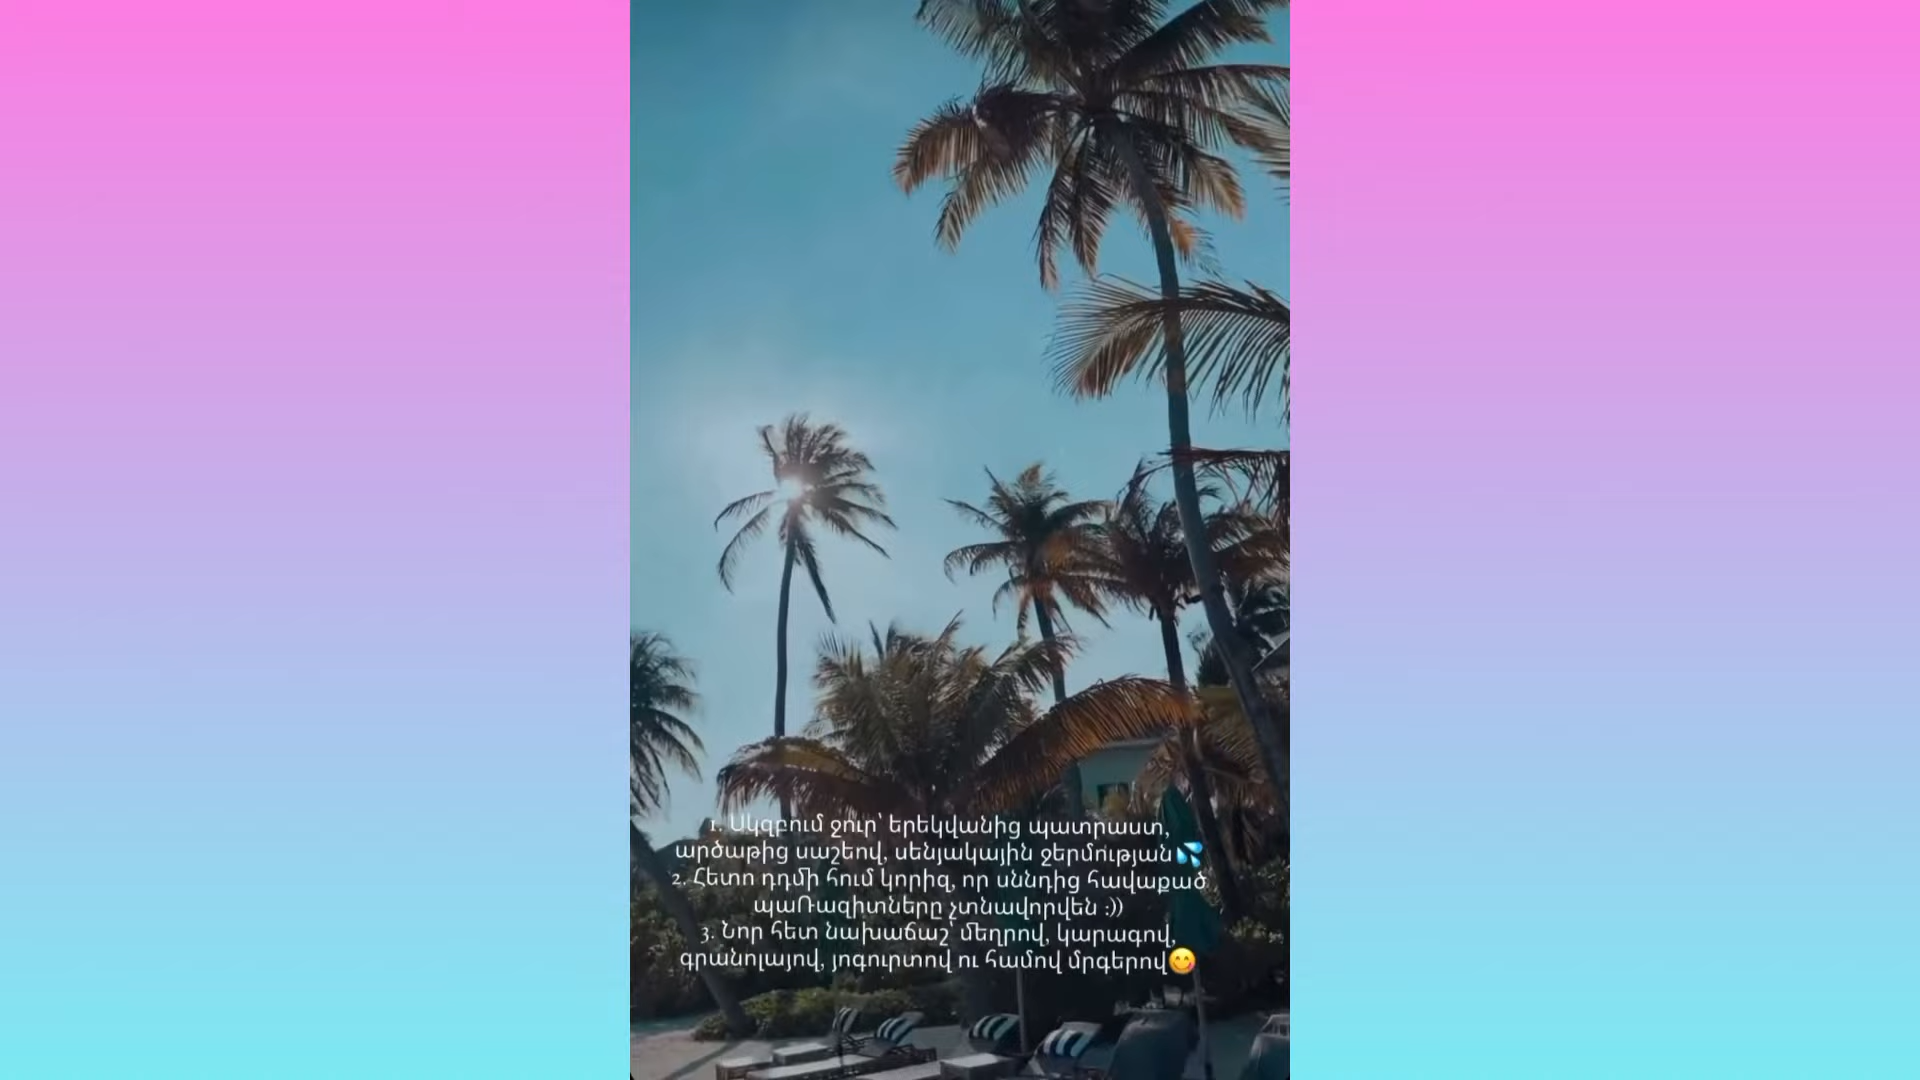 1. Սկզբում ջուր՝ երեկվանից պատրաստ,
արծաթից սաշեով, սենյակային ջերմության💦
2. Հետո դդմի հում կորիզ, որ սննդից հավաքած
պաՌազիտները չտնավորվեն :))
3. Նոր հետ նախաճաշ՝ մեղրով, կարագով,
գրանոլայով, յոգուրտով ու համով մրգերով😋